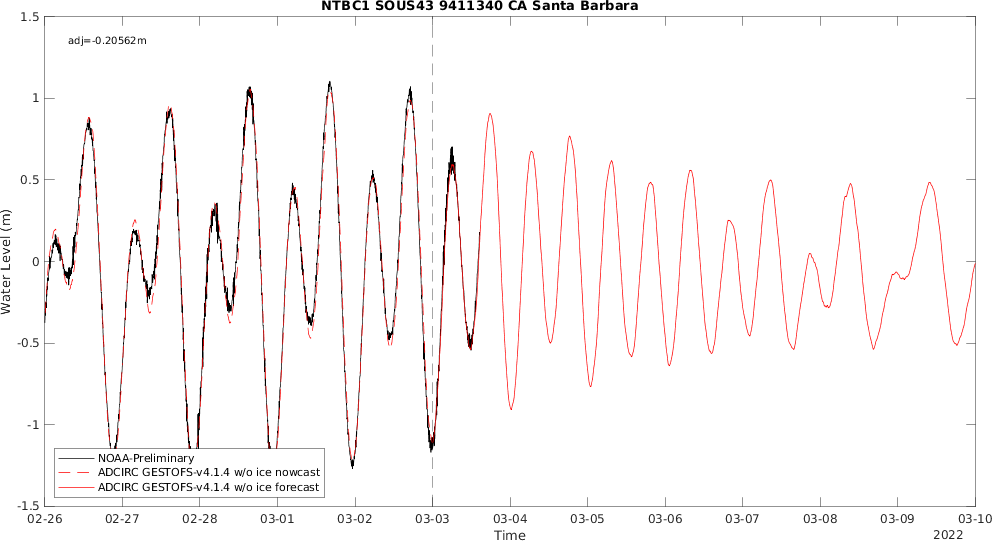 NTBC1 SOUS43 9411340 CA Santa Barbara
adj=-0.20562m
1.5
1
0.5
0
-0.5
-1
-1.5
Water Level (m)
NOAA-Preliminary
ADCIRC GESTOFS-v4.1.4 w/o ice nowcast
ADCIRC GESTOFS-v4.1.4 w/o ice forecast
02-26 02-27 02-28 03-01 03-02 03-03 03-04 03-05 03-06 03-07 03-08 03-09 03-10
Time
2022